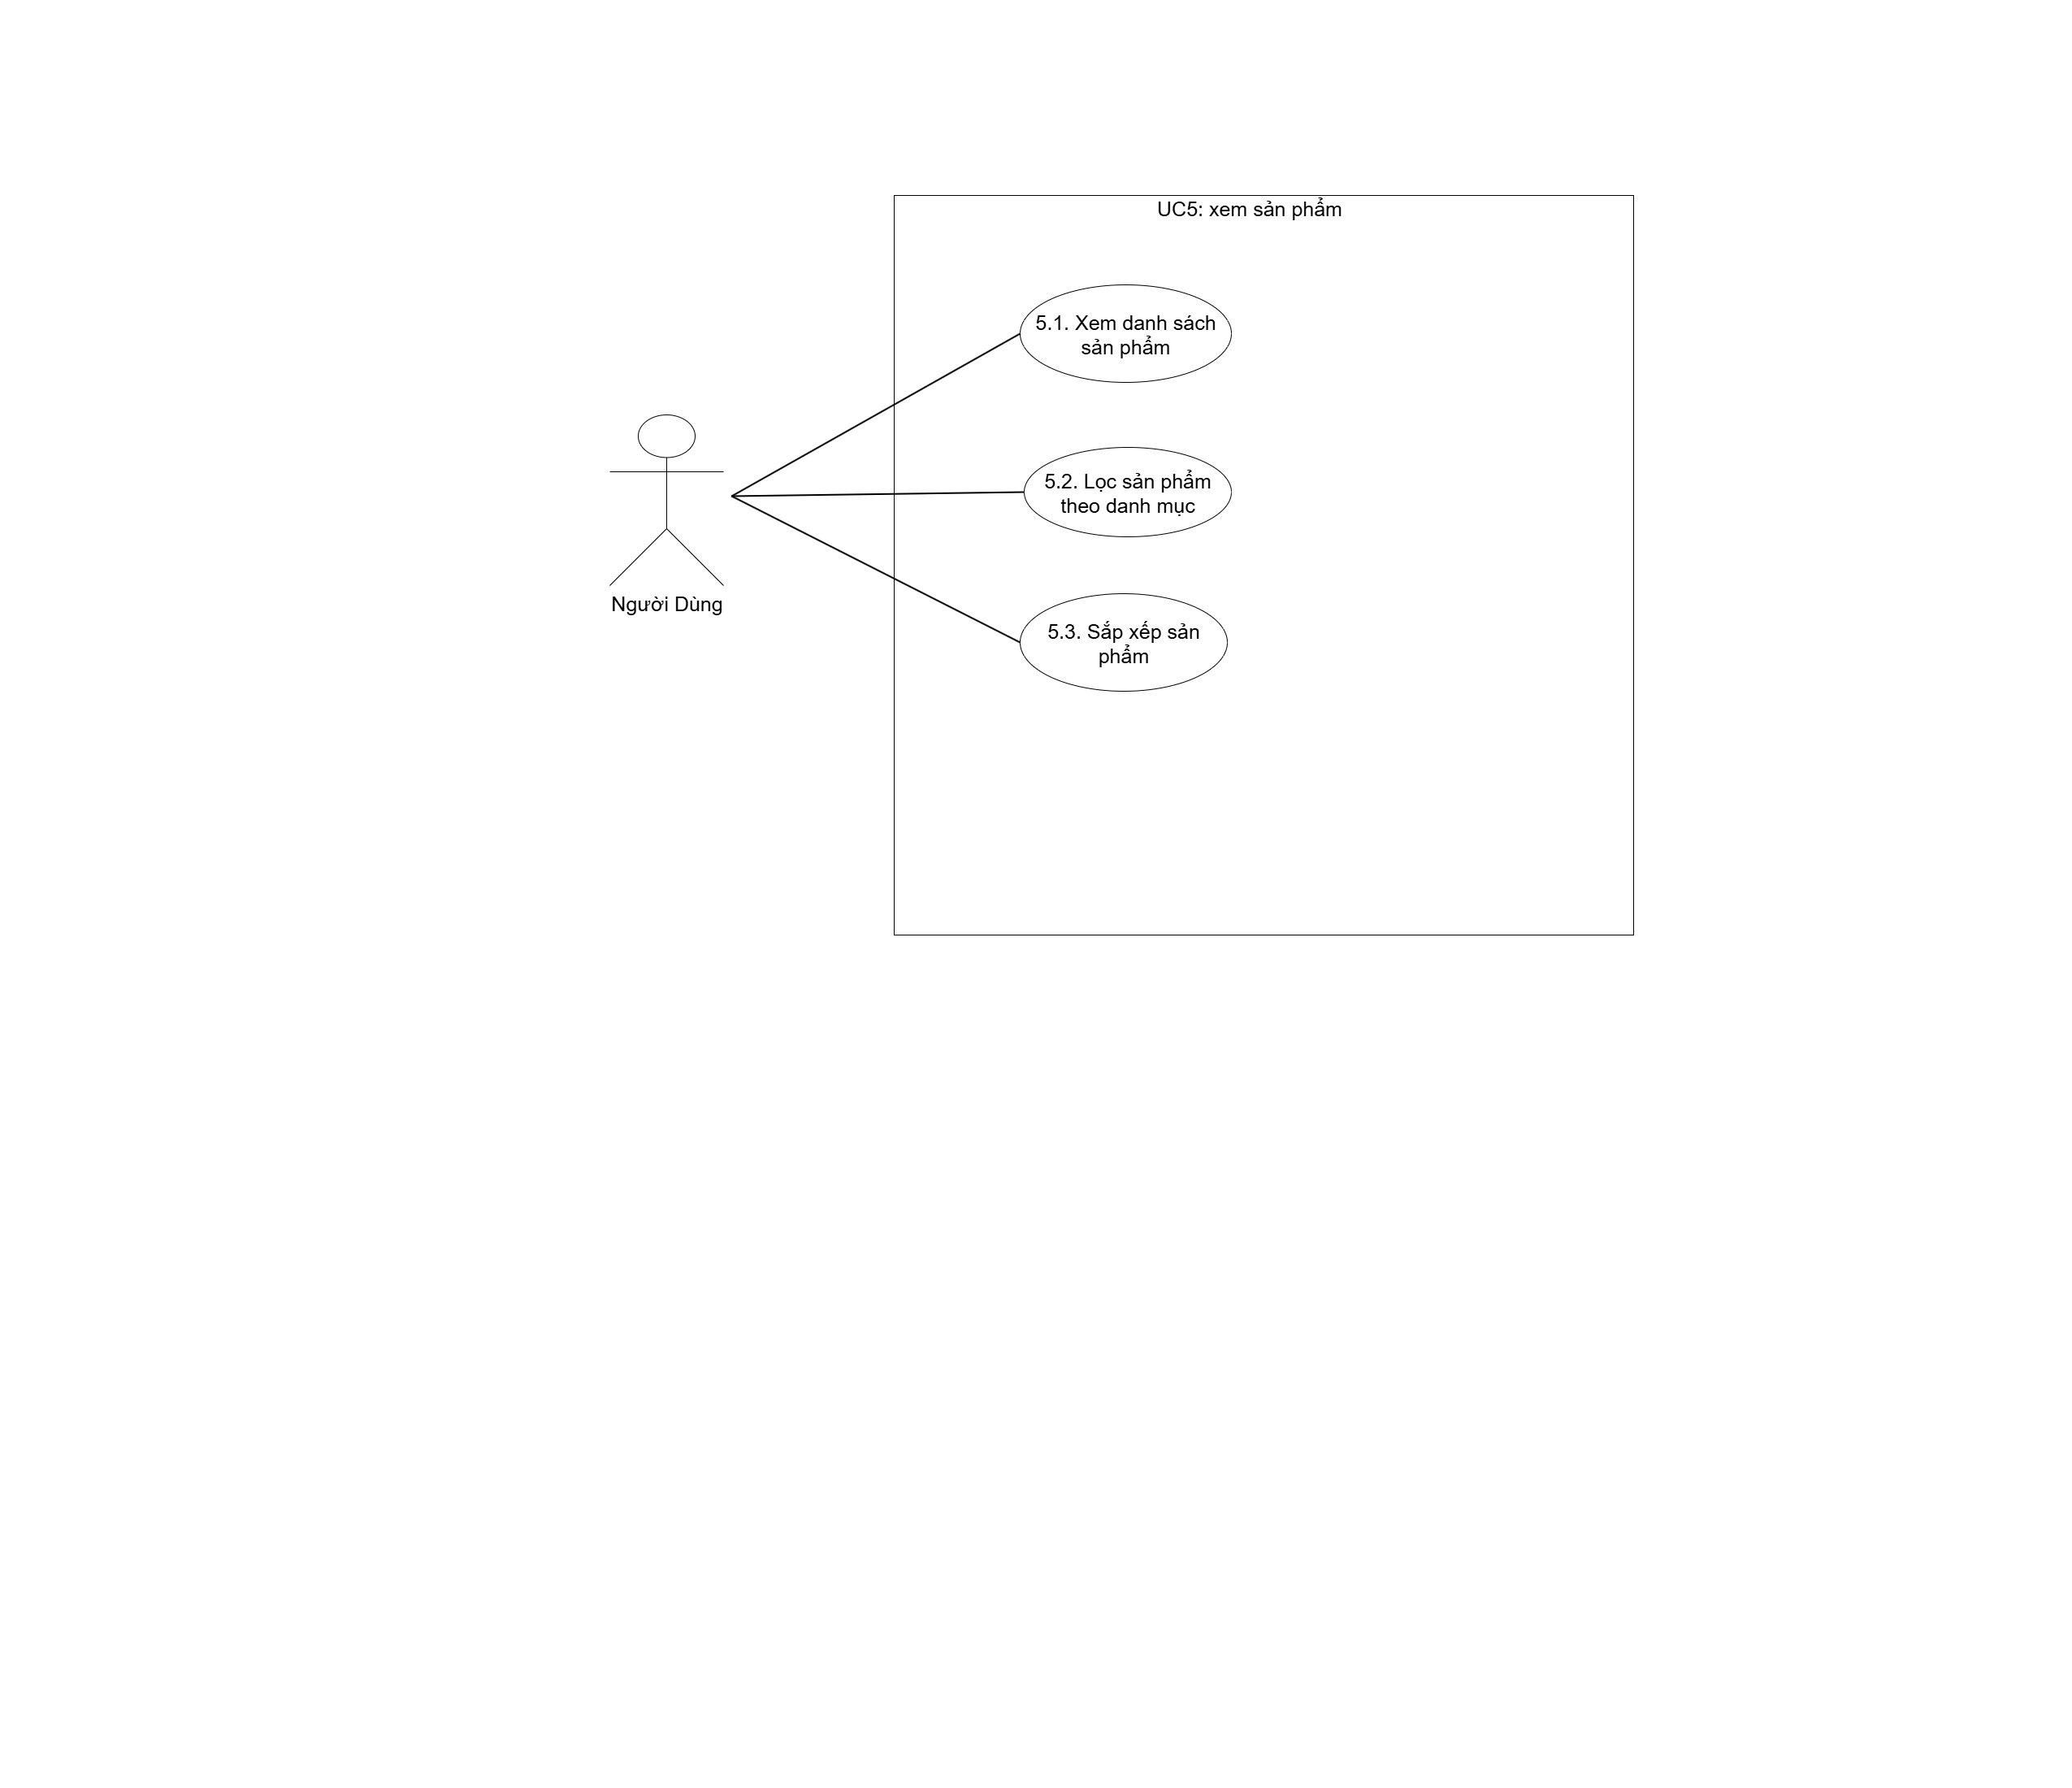 UC5: xem sản phẩm
5.1. Xem danh sách
sản phẩm
5.2. Lọc sản phẩm
theo danh mục
5.3. Sắp xếp sản
phẩm
Người Dùng